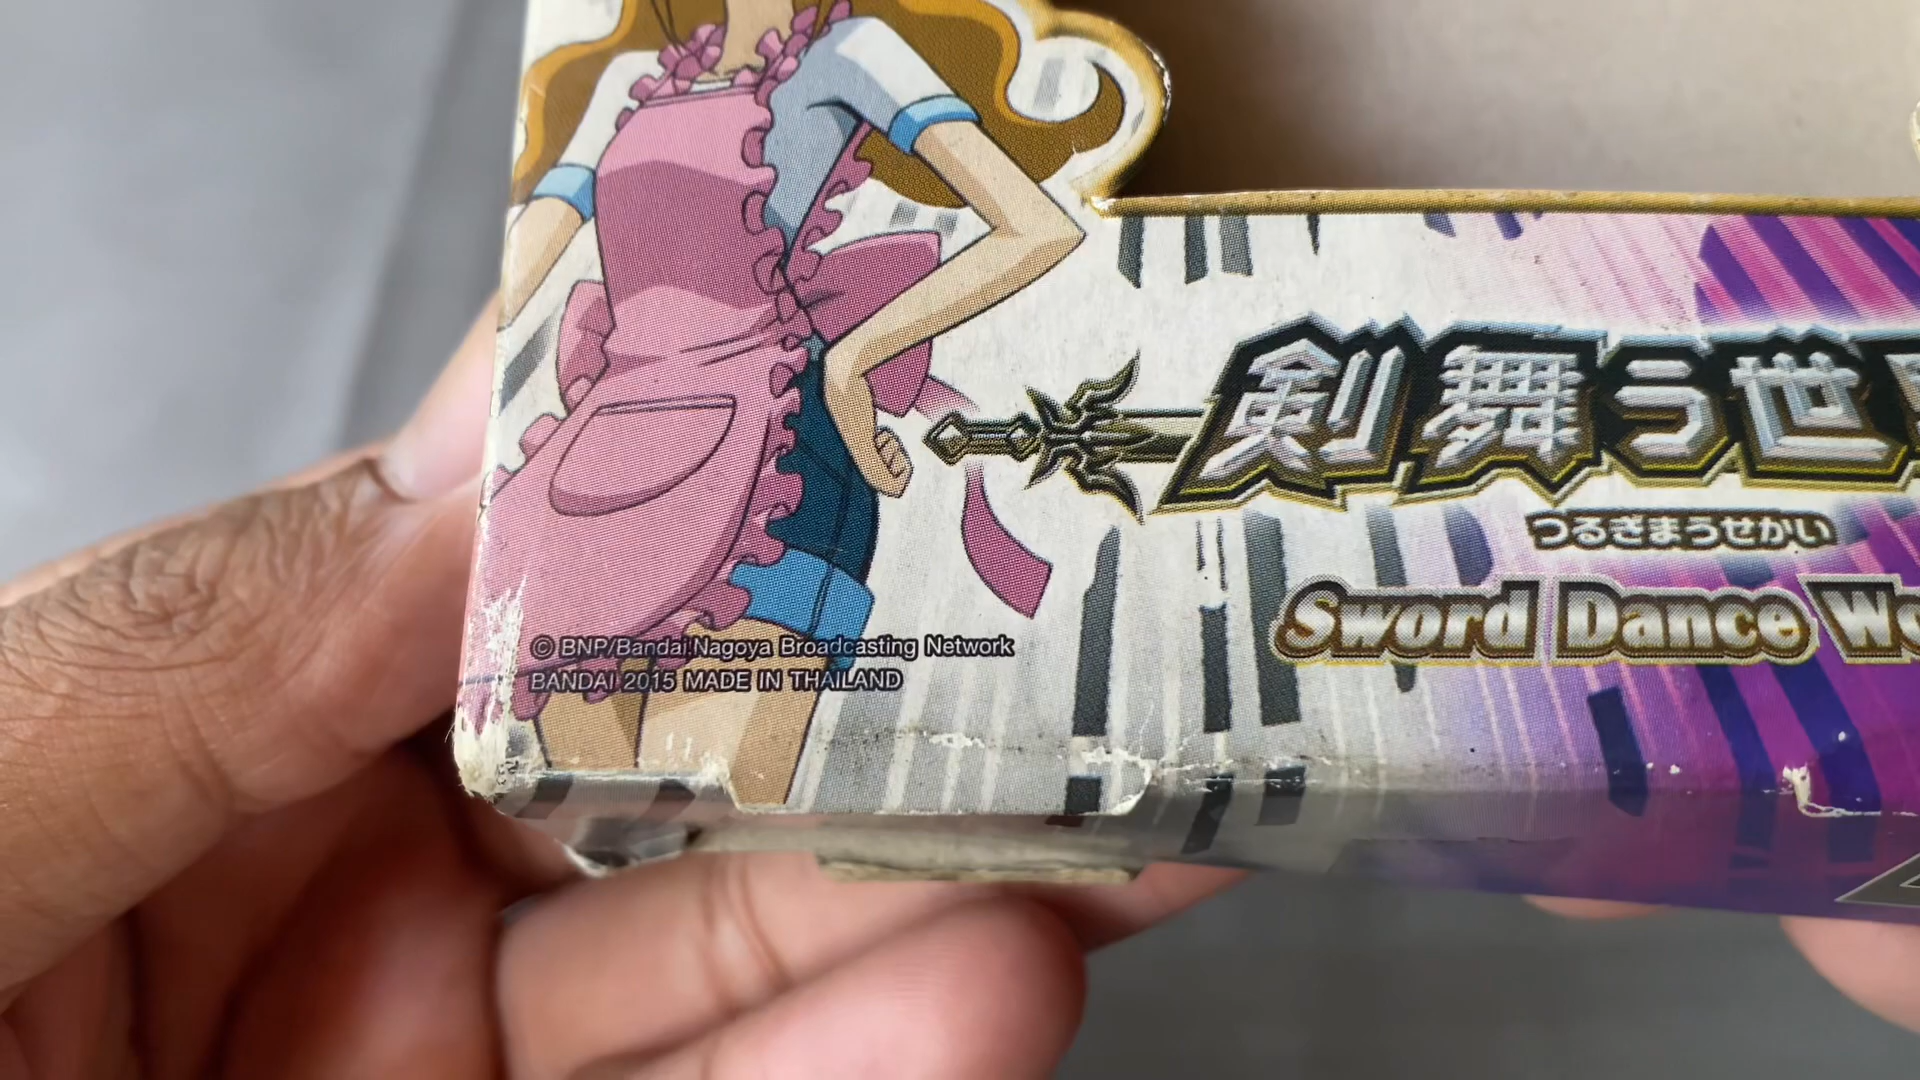 剣舞う世
つるぎまうせかい
Sword Dance Wo
© BNP/Bandai,Nagoya Broadcasting Network
BANDAI 2015 MADE IN THAILAND